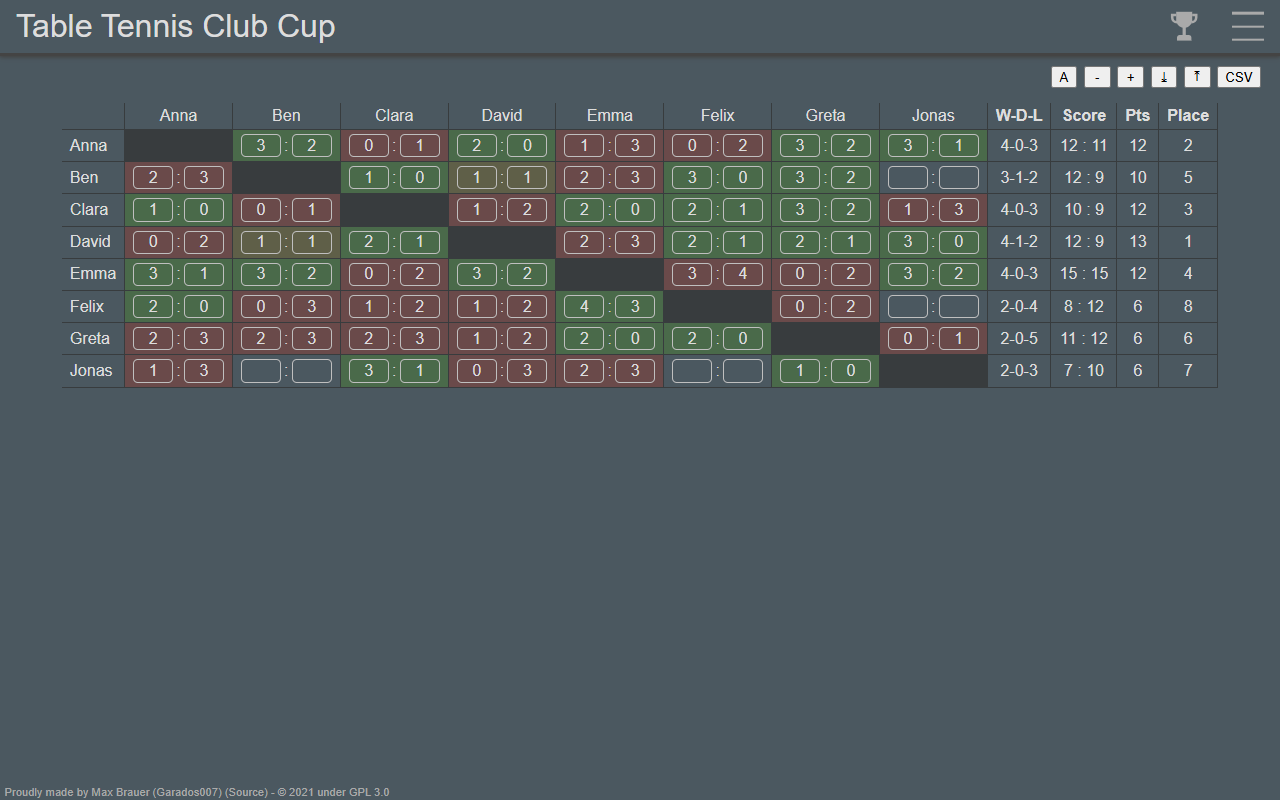 Table Tennis Club Cup
A - + ⤓ ⤒ CSV
Anna Ben Clara David Emma Felix Greta Jonas W-D-L Score Pts Place
Anna 3 : 2 0 : 1 2 : 0 1 : 3 0 : 2 3 : 2 3 : 1 4-0-3 12 : 11 12 2
Ben 2 : 3 1 : 0 1 : 1 2 : 3 3 : 0 3 : 2 : 3-1-2 12 : 9 10 5
Clara 1 : 0 0 : 1 1 : 2 2 : 0 2 : 1 3 : 2 1 : 3 4-0-3 10 : 9 12 3
David 0 : 2 1 : 1 2 : 1 2 : 3 2 : 1 2 : 1 3 : 0 4-1-2 12 : 9 13 1
Emma 3 : 1 3 : 2 0 : 2 3 : 2 3 : 4 0 : 2 3 : 2 4-0-3 15 : 15 12 4
Felix 2 : 0 0 : 3 1 : 2 1 : 2 4 : 3 0 : 2 : 2-0-4 8 : 12 6 8
Greta 2 : 3 2 : 3 2 : 3 1 : 2 2 : 0 2 : 0 0 : 1 2-0-5 11 : 12 6 6
Jonas 1 : 3 : 3 : 1 0 : 3 2 : 3 : 1 : 0 2-0-3 7 : 10 6 7
Proudly made by Max Brauer (Garados007) (Source) - © 2021 under GPL 3.0